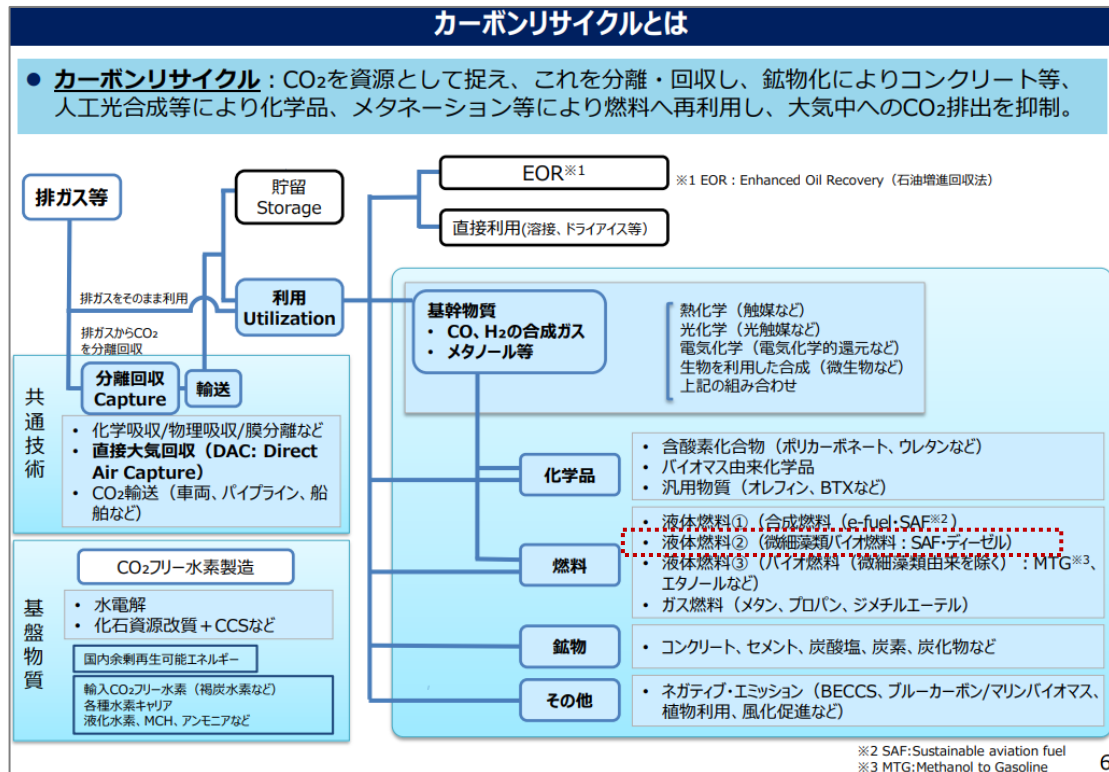 カーボンリサイクルとは
● カーボンリサイクル：CO₂を資源として捉え、これを分離・回収し、鉱物化によりコンクリート等、
人工光合成等により化学品、メタネーション等により燃料へ再利用し、大気中へのCO₂排出を抑制。
排ガス等
貯留
Storage
EOR※1
※1 EOR：Enhanced Oil Recovery（石油増進回収法）
直接利用(溶接、ドライアイス等）
排ガスをそのまま利用
利用
Utilization
排ガスからCO₂
を分離回収
基幹物質
・ CO、H₂の合成ガス
・ メタノール等
熱化学（触媒など）
光化学（光触媒など）
電気化学（電気化学的還元など）
生物を利用した合成（微生物など）
上記の組み合わせ
共通技術
分離回収
Capture
輸送
・ 化学吸収/物理吸収/膜分離など
・ 直接大気回収（DAC: Direct
Air Capture）
・ CO₂輸送（車両、パイプライン、船
舶など）
化学品
・ 含酸素化合物（ポリカーボネート、ウレタンなど）
・ バイオマス由来化学品
・ 汎用物質（オレフィン、BTXなど）
燃料
・ 液体燃料①（合成燃料（e-fuel・SAF※2）
・ 液体燃料②（微細藻類バイオ燃料：SAF・ディーゼル）
・ 液体燃料③（バイオ燃料（微細藻類由来を除く）：MTG※3、
エタノールなど）
・ ガス燃料（メタン、プロパン、ジメチルエーテル）
鉱物
・ コンクリート、セメント、炭酸塩、炭素、炭化物など
その他
・ ネガティブ・エミッション（BECCS、ブルーカーボン/マリンバイオマス、
植物利用、風化促進など）
基盤物質
CO₂フリー水素製造
・ 水電解
・ 化石資源改質＋CCSなど
国内余剰再生可能エネルギー
輸入CO₂フリー水素（褐炭水素など）
各種水素キャリア
液化水素、MCH、アンモニアなど
※2 SAF:Sustainable aviation fuel
※3 MTG:Methanol to Gasoline
6